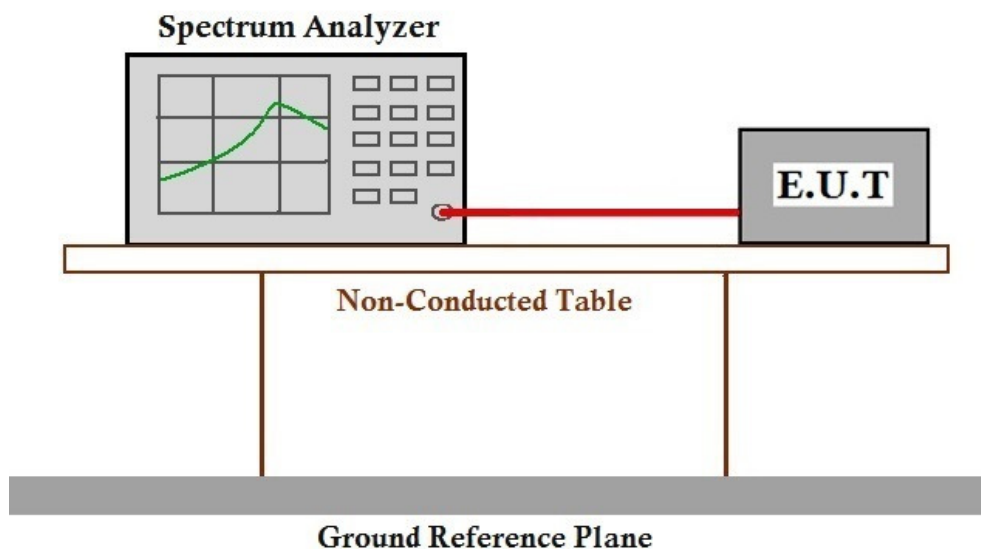 Spectrum Analyzer
E.U.T
Non-Conducted Table
Ground Reference Plane